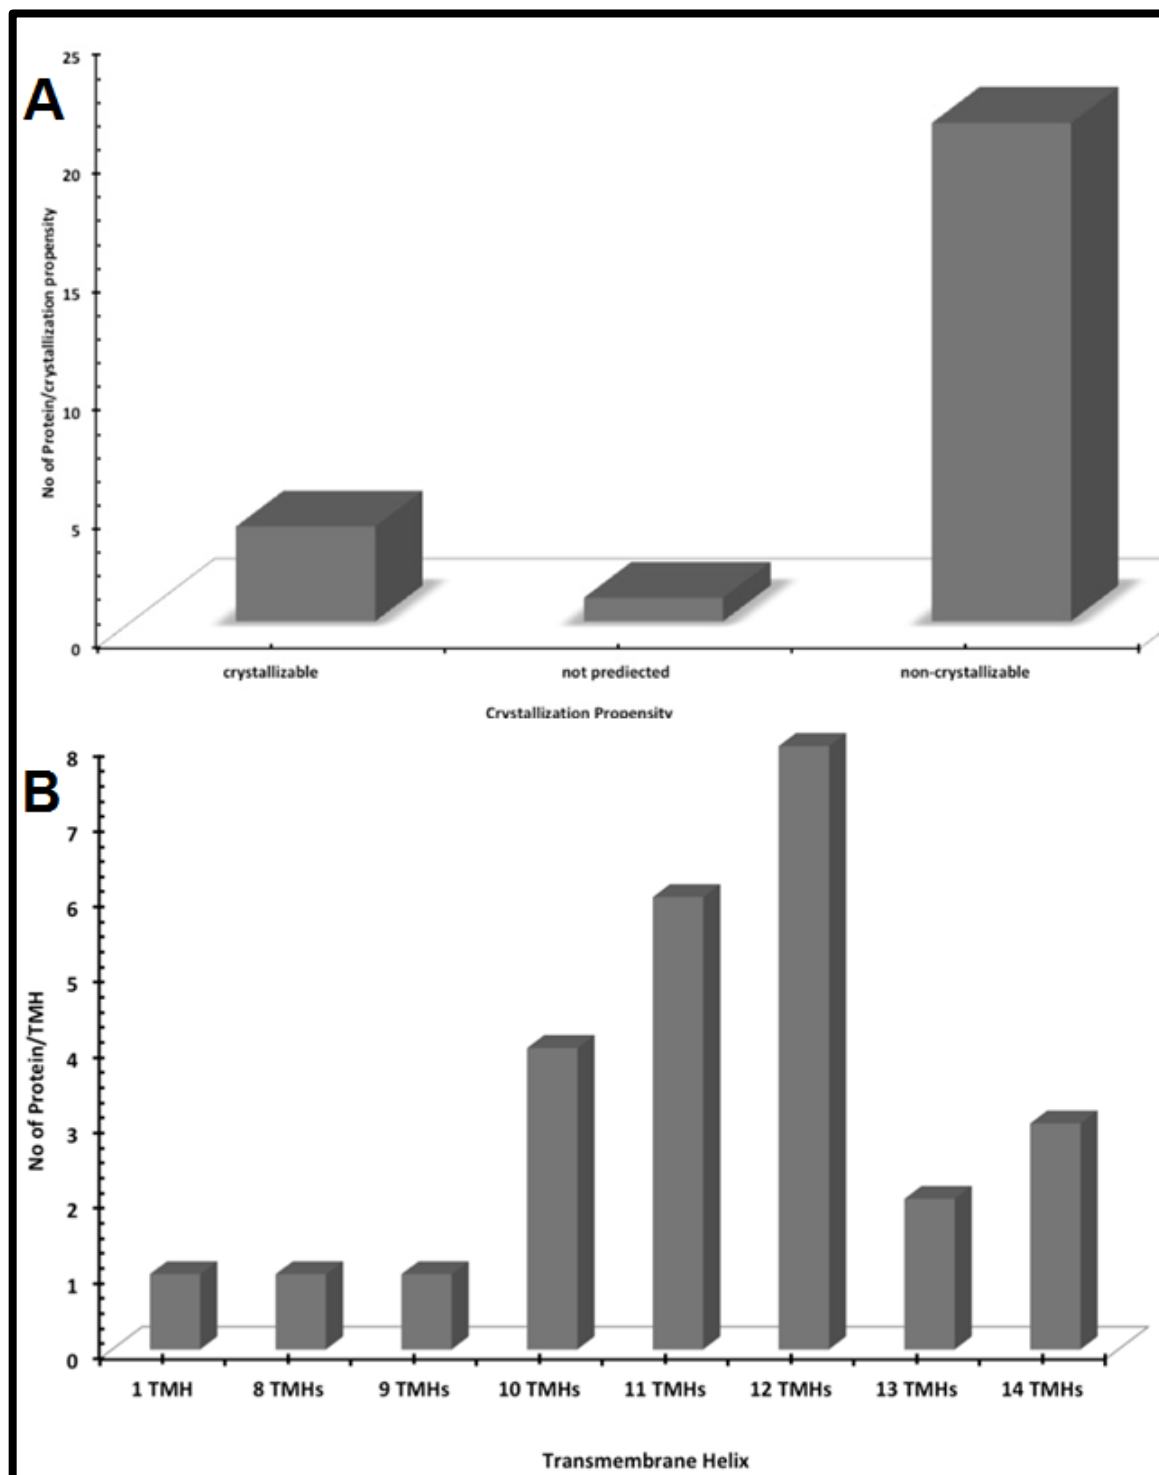 A
No of Protein/crystallization propensity
25
20
15
10
5
0
crystallizable
not prediected
non-crystallizable
Crystallization Propensity
B
No of Protein/TMH
8
7
6
5
4
3
2
1
0
1 TMH
8 TMHs
9 TMHs
10 TMHs
11 TMHs
12 TMHs
13 TMHs
14 TMHs
Transmembrane Helix